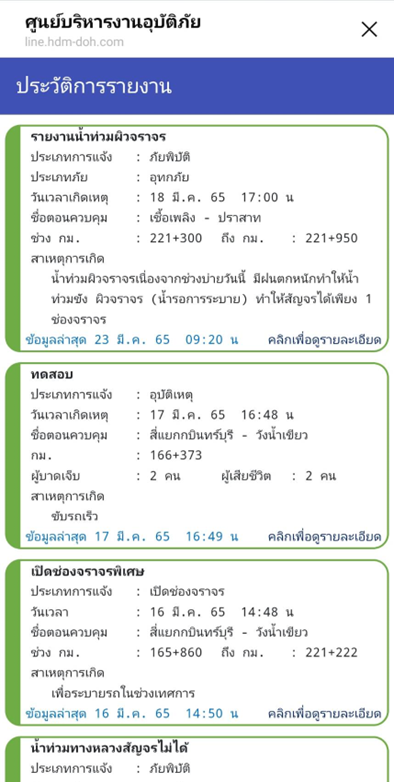 ศูนย์บริหารงานอุบัติภัย
line.hdm-doh.com
ประวัติการรายงาน
รายงานน้ำท่วมผิวจราจร
ประเภทการแจ้ง : ภัยพิบัติ
ประเภทภัย : อุทกภัย
วันเวลาเกิดเหตุ : 18 มี.ค. 65 17:00 น
ชื่อตอนควบคุม : เชื้อเพลิง - ปราสาท
ช่วง กม. : 221+300 ถึง กม. : 221+950
สาเหตุการเกิด
น้ำท่วมผิวจราจรเนื่องจากช่วงบ่ายวันนี้ มีฝนตกหนักทำให้น้ำ
ท่วมขัง ผิวจราจร (น้ำรอการระบาย) ทำให้สัญจรได้เพียง 1
ช่องจราจร
ข้อมูลล่าสุด 23 มี.ค. 65 09:20 น คลิกเพื่อดูรายละเอียด
ทดสอบ
ประเภทการแจ้ง : อุบัติเหตุ
วันเวลาเกิดเหตุ : 17 มี.ค. 65 16:48 น
ชื่อตอนควบคุม : สี่แยกกบินทร์บุรี - วังน้ำเขียว
กม. : 166+373
ผู้บาดเจ็บ : 2 คน ผู้เสียชีวิต : 2 คน
สาเหตุการเกิด
ขับรถเร็ว
ข้อมูลล่าสุด 17 มี.ค. 65 16:49 น คลิกเพื่อดูรายละเอียด
เปิดช่องจราจรพิเศษ
ประเภทการแจ้ง : เปิดช่องจราจร
วันเวลา : 16 มี.ค. 65 14:48 น
ชื่อตอนควบคุม : สี่แยกกบินทร์บุรี - วังน้ำเขียว
ช่วง กม. : 165+860 ถึง กม. : 221+222
สาเหตุการเกิด
เพื่อระบายรถในช่วงเทศการ
ข้อมูลล่าสุด 16 มี.ค. 65 14:50 น คลิกเพื่อดูรายละเอียด
น้ำท่วมทางหลวงสัญจรไม่ได้
ประเภทการแจ้ง : ภัยพิบัติ